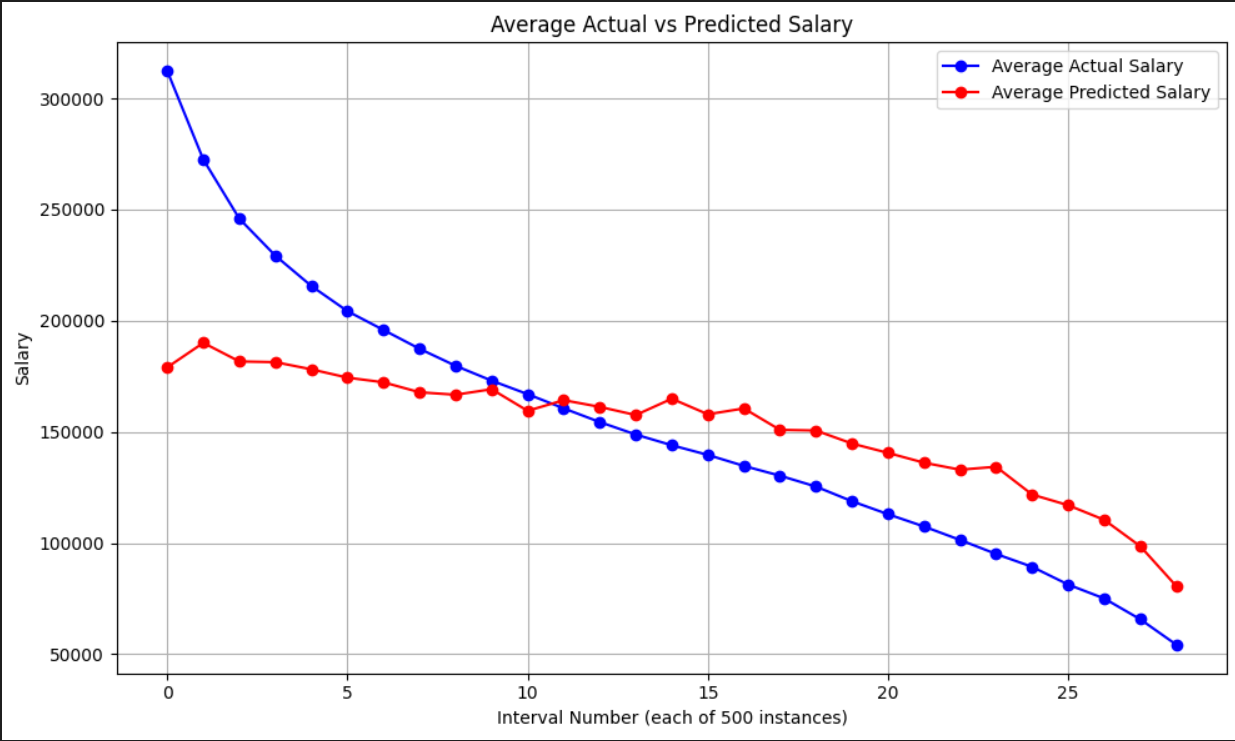 Average Actual vs Predicted Salary
Average Actual Salary
Average Predicted Salary
300000
250000
200000
150000
100000
50000
Salary
0
5
10
15
20
25
Interval Number (each of 500 instances)